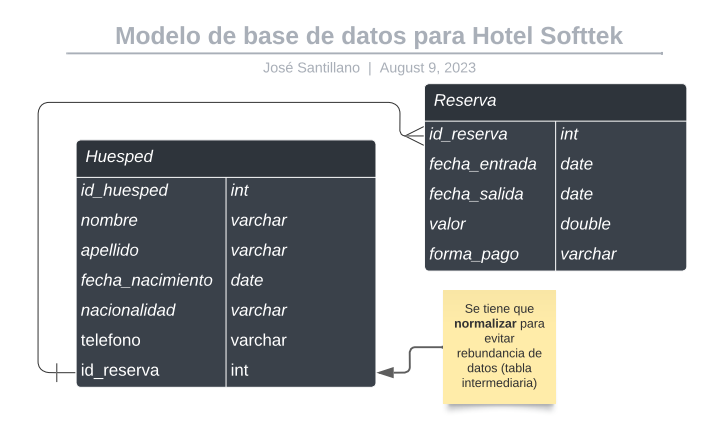 Modelo de base de datos para Hotel Softtek
José Santillano | August 9, 2023
Reserva
id_reserva int
fecha_entrada date
fecha_salida date
valor double
forma_pago varchar
Huesped
id_huesped int
nombre varchar
apellido varchar
fecha_nacimiento date
nacionalidad varchar
telefono varchar
id_reserva int
Se tiene que
normalizar para
evitar
rebundancia de
datos (tabla
intermediaria)